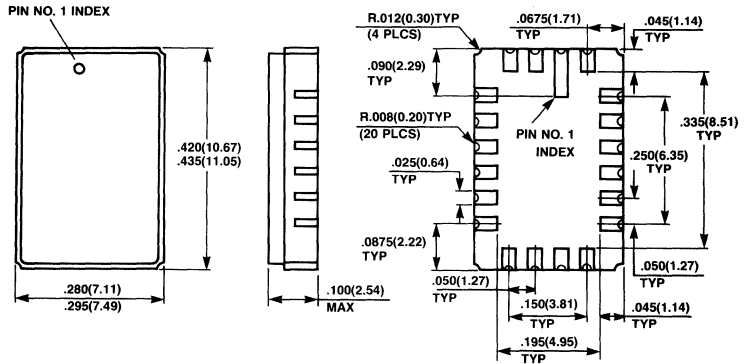 PIN NO. 1 INDEX
.420(10.67)
.435(11.05)
.280(7.11)
.295(7.49)
.100(2.54)
MAX
R.012(0.30)TYP
(4 PLCS)
.090(2.29)
TYP
R.008(0.20)TYP
(20 PLCS)
.025(0.64)
TYP
.0875(2.22)
TYP
.050(1.27)
TYP
.0675(1.71)
TYP
.045(1.14)
TYP
PIN NO. 1
INDEX
.335(8.51)
TYP
.250(6.35)
TYP
.050(1.27)
TYP
.150(3.81)
TYP
.045(1.14)
TYP
.195(4.95)
TYP